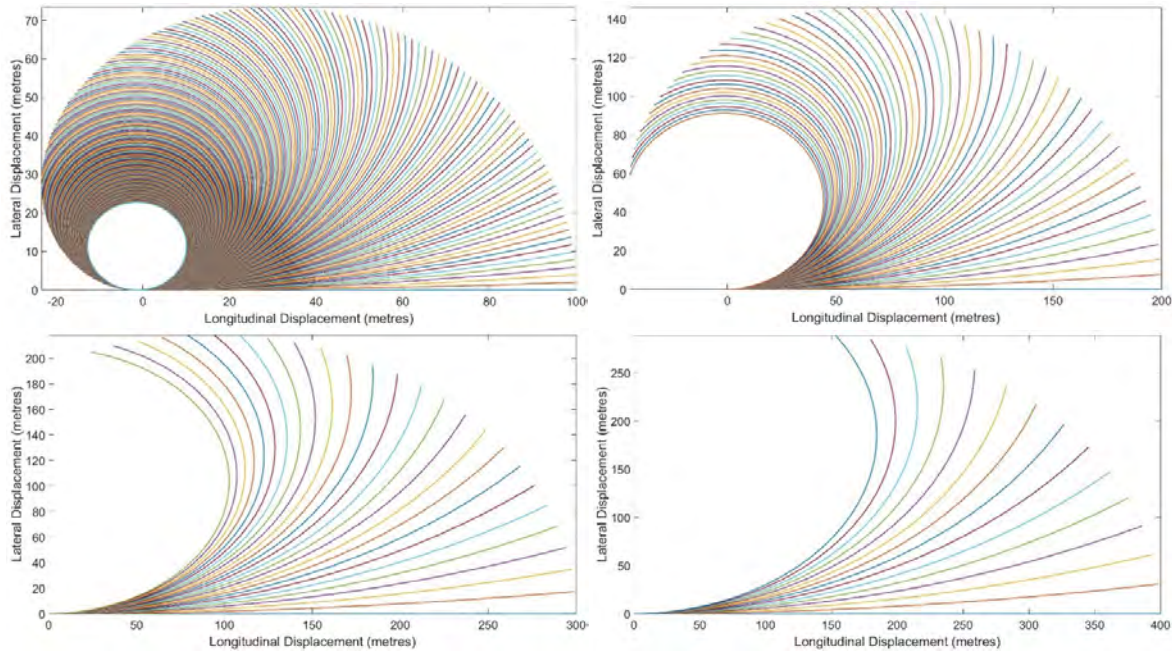 70
60
50
40
30
20
10
0
Lateral Displacement (metres)
-20 0 20 40 60 80 100
Longitudinal Displacement (metres)
140
120
100
80
60
40
20
0
Lateral Displacement (metres)
0 50 100 150 200
Longitudinal Displacement (metres)
200
180
160
140
120
100
80
60
40
20
0
Lateral Displacement (metres)
0 50 100 150 200 250 300
Longitudinal Displacement (metres)
250
200
150
100
50
0
Lateral Displacement (metres)
0 50 100 150 200 250 300 350 400
Longitudinal Displacement (metres)